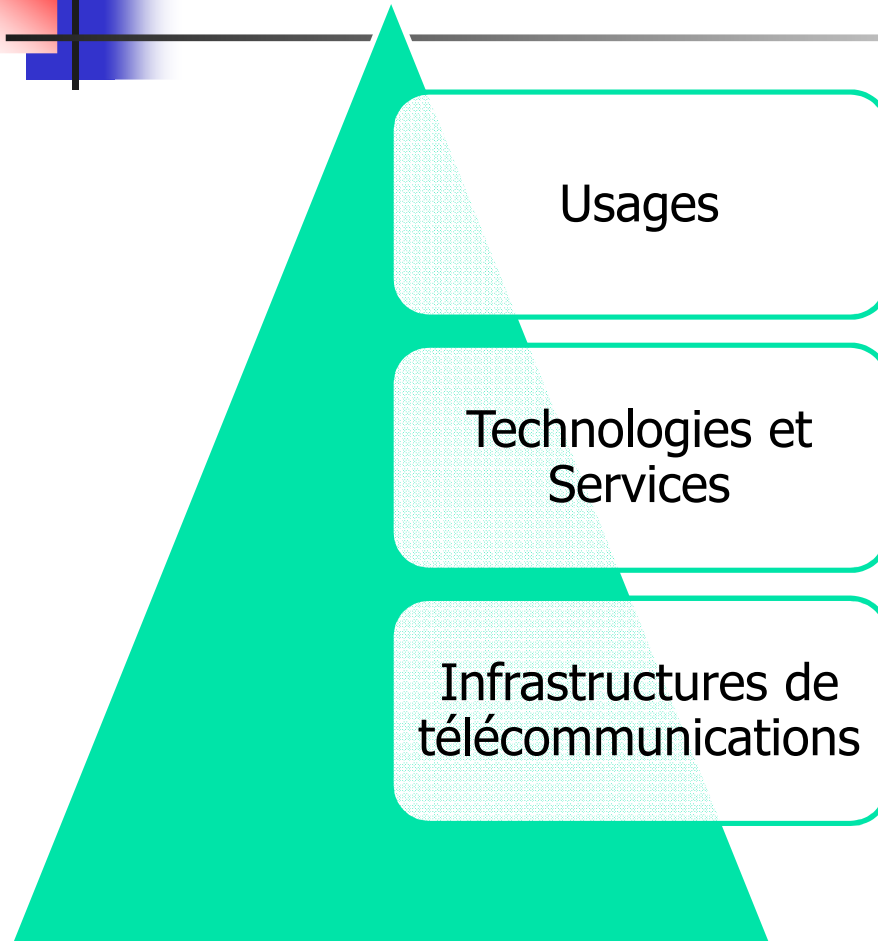 Usages
Technologies et
Services
Infrastructures de
télécommunications